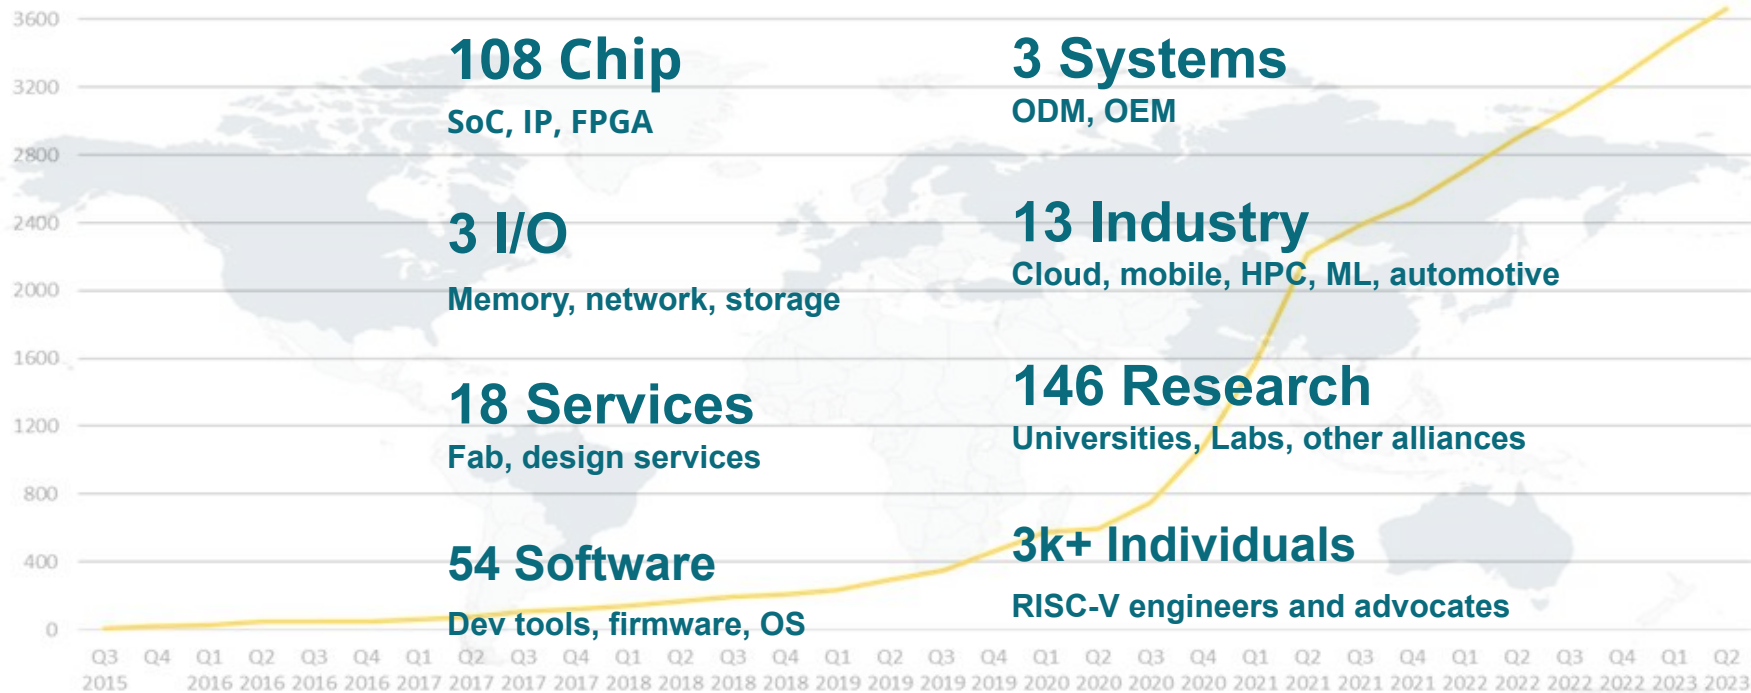 108 Chip
SoC, IP, FPGA
3 I/O
Memory, network, storage
18 Services
Fab, design services
54 Software
Dev tools, firmware, OS
3 Systems
ODM, OEM
13 Industry
Cloud, mobile, HPC, ML, automotive
146 Research
Universities, Labs, other alliances
3k+ Individuals
RISC-V engineers and advocates
3600
3200
2800
2400
2000
1600
1200
800
400
0
Q3 Q4 Q1 Q2 Q3 Q4 Q1 Q2 Q3 Q4 Q1 Q2 Q3 Q4 Q1 Q2 Q3 Q4 Q1 Q2 Q3 Q4 Q1 Q2 Q3 Q4 Q1 Q2 Q3 Q4 Q1 Q2
2015 2016 2016 2016 2016 2017 2017 2017 2017 2018 2018 2018 2018 2019 2019 2019 2019 2020 2020 2020 2020 2021 2021 2021 2021 2022 2022 2022 2022 2023 2023